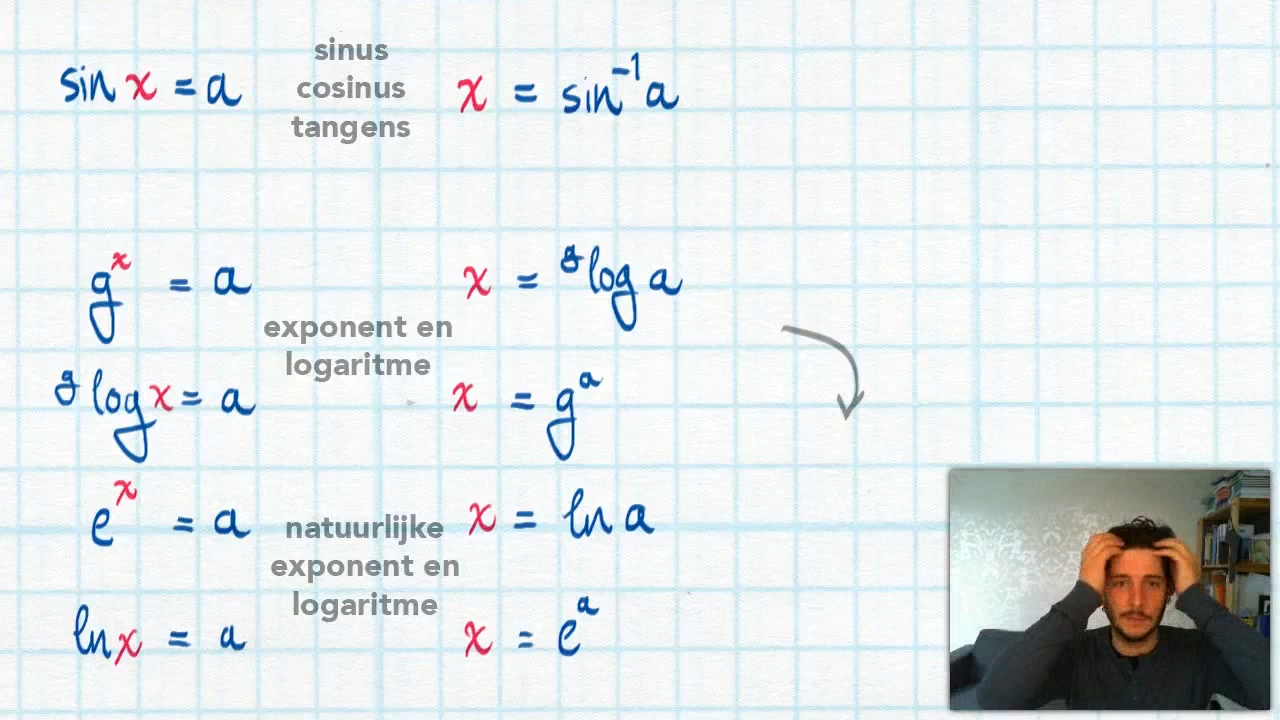 sin x = a
sinus
cosinus
tangens
x = sin⁻¹ a
gˣ = a
x = ᵍlog a
exponent en
logaritme
ᵍlog x = a
x = gᵃ
eˣ = a
natuurlijke
exponent en
logaritme
x = ln a
ln x = a
x = eᵃ